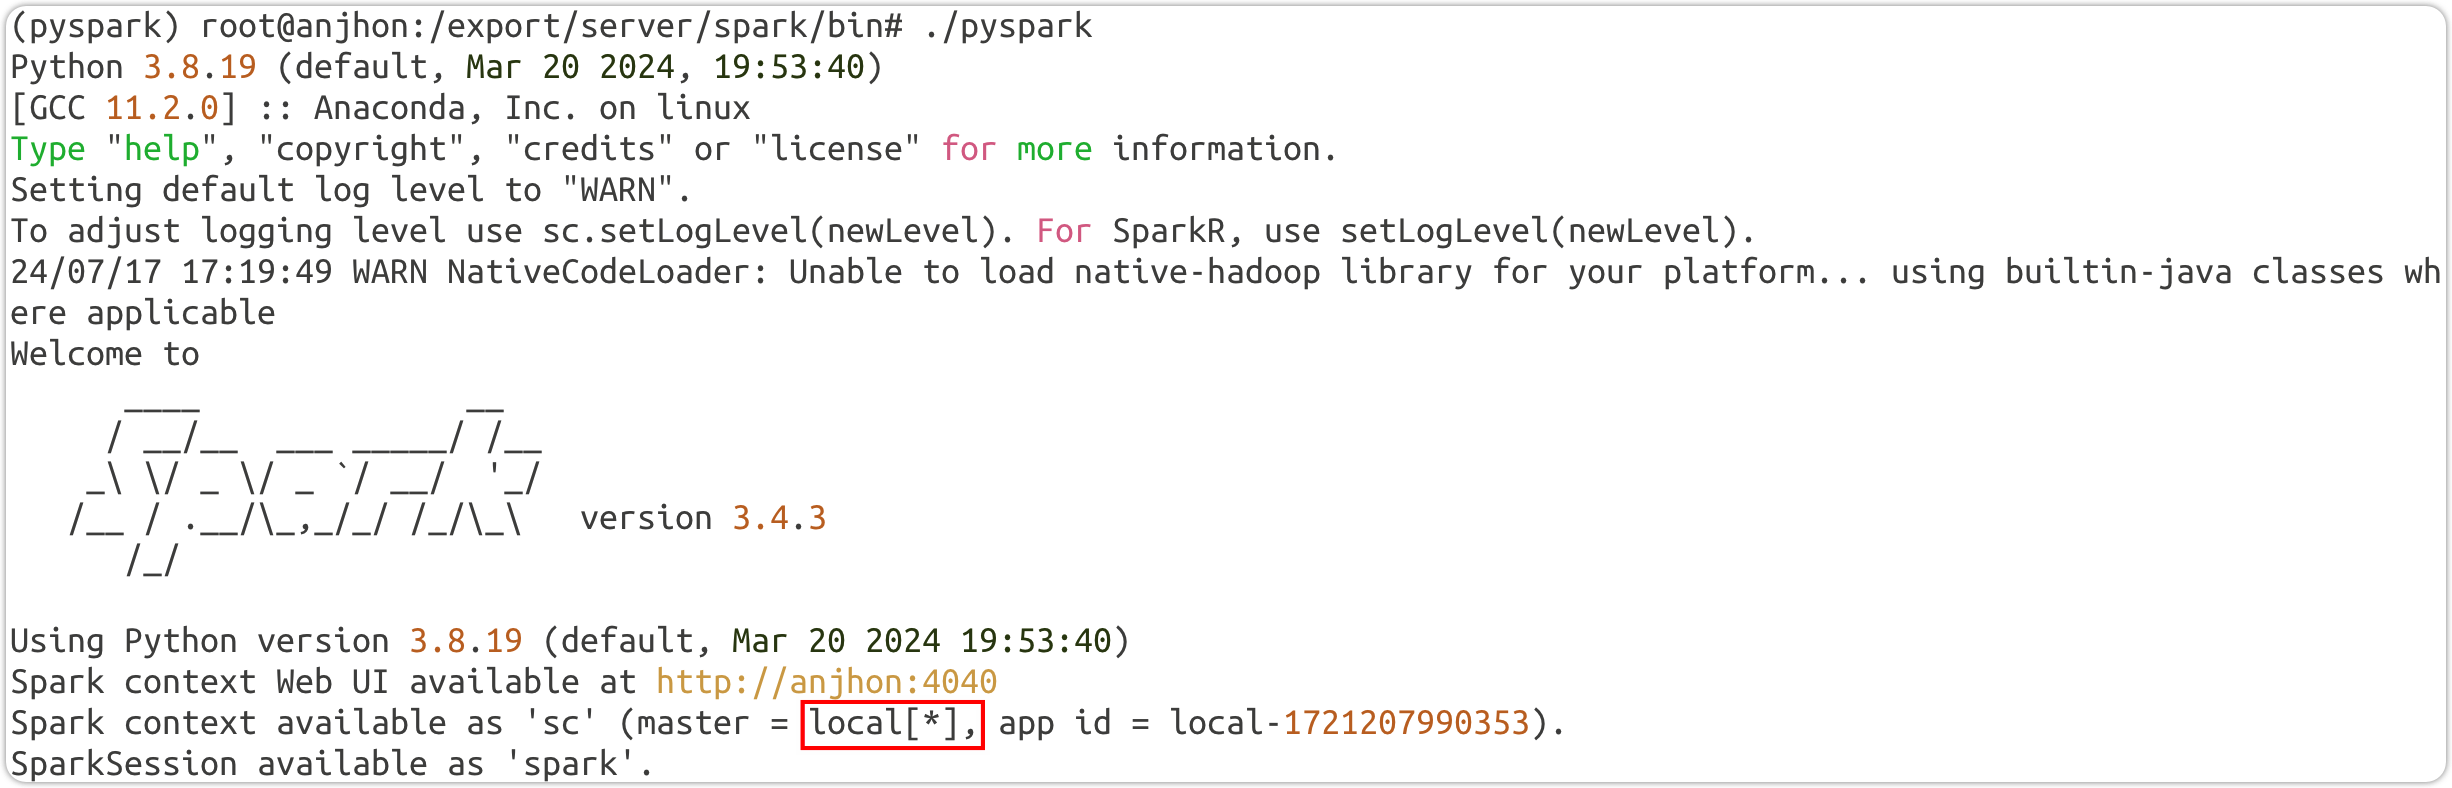 (pyspark) root@anjhon:/export/server/spark/bin# ./pyspark
Python 3.8.19 (default, Mar 20 2024, 19:53:40)
[GCC 11.2.0] :: Anaconda, Inc. on linux
Type "help", "copyright", "credits" or "license" for more information.
Setting default log level to "WARN".
To adjust logging level use sc.setLogLevel(newLevel). For SparkR, use setLogLevel(newLevel).
24/07/17 17:19:49 WARN NativeCodeLoader: Unable to load native-hadoop library for your platform... using builtin-java classes wh
ere applicable
Welcome to
      ____              __
     / __/__  ___ _____/ /__
    _\ \/ _ \/ _ `/ __/  '_/
   /__ / .__/\_,_/_/ /_/\_\   version 3.4.3
      /_/
Using Python version 3.8.19 (default, Mar 20 2024 19:53:40)
Spark context Web UI available at http://anjhon:4040
Spark context available as 'sc' (master = local[*], app id = local-1721207990353).
SparkSession available as 'spark'.